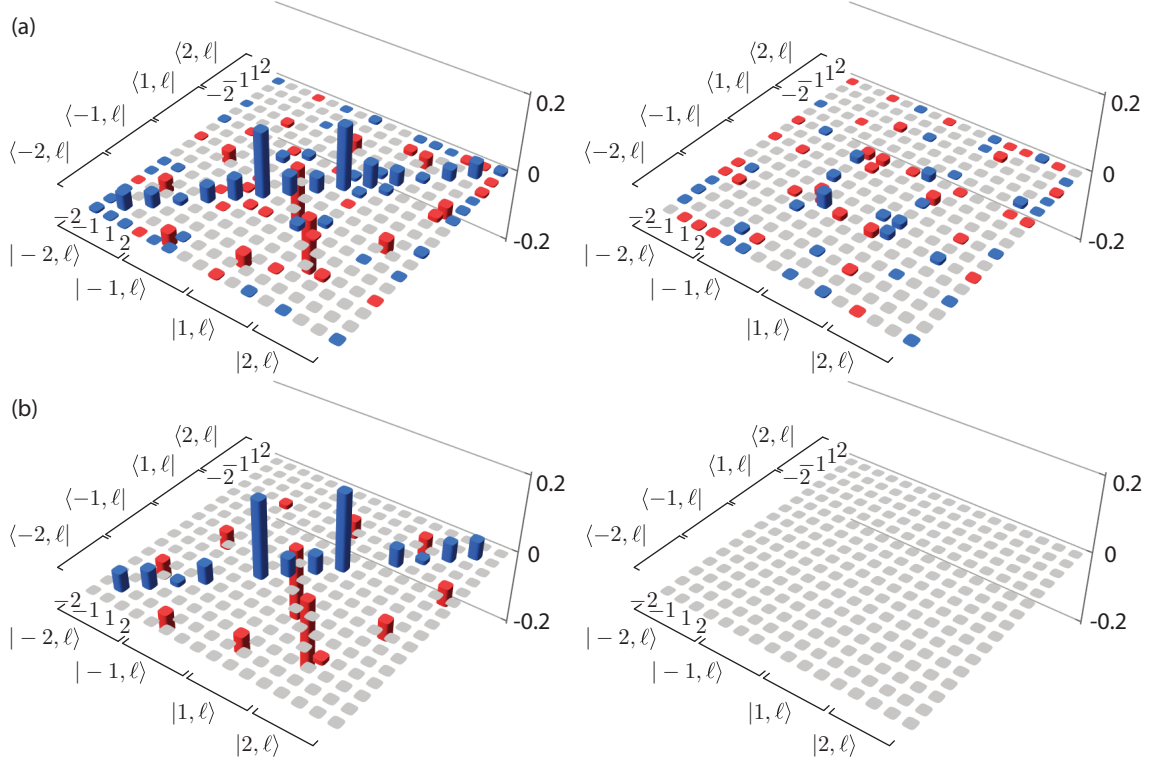 (a)
⟨2, ℓ|
⟨1, ℓ|
⟨−1, ℓ|
⟨−2, ℓ|
−2 −1 1 2
0.2
0
-0.2
−2 −1 1 2
| − 2, ℓ⟩
| − 1, ℓ⟩
|1, ℓ⟩
|2, ℓ⟩
⟨2, ℓ|
⟨1, ℓ|
⟨−1, ℓ|
⟨−2, ℓ|
−2 −1 1 2
0.2
0
-0.2
−2 −1 1 2
| − 2, ℓ⟩
| − 1, ℓ⟩
|1, ℓ⟩
|2, ℓ⟩
(b)
⟨2, ℓ|
⟨1, ℓ|
⟨−1, ℓ|
⟨−2, ℓ|
−2 −1 1 2
0.2
0
-0.2
−2 −1 1 2
| − 2, ℓ⟩
| − 1, ℓ⟩
|1, ℓ⟩
|2, ℓ⟩
⟨2, ℓ|
⟨1, ℓ|
⟨−1, ℓ|
⟨−2, ℓ|
−2 −1 1 2
0.2
0
-0.2
−2 −1 1 2
| − 2, ℓ⟩
| − 1, ℓ⟩
|1, ℓ⟩
|2, ℓ⟩